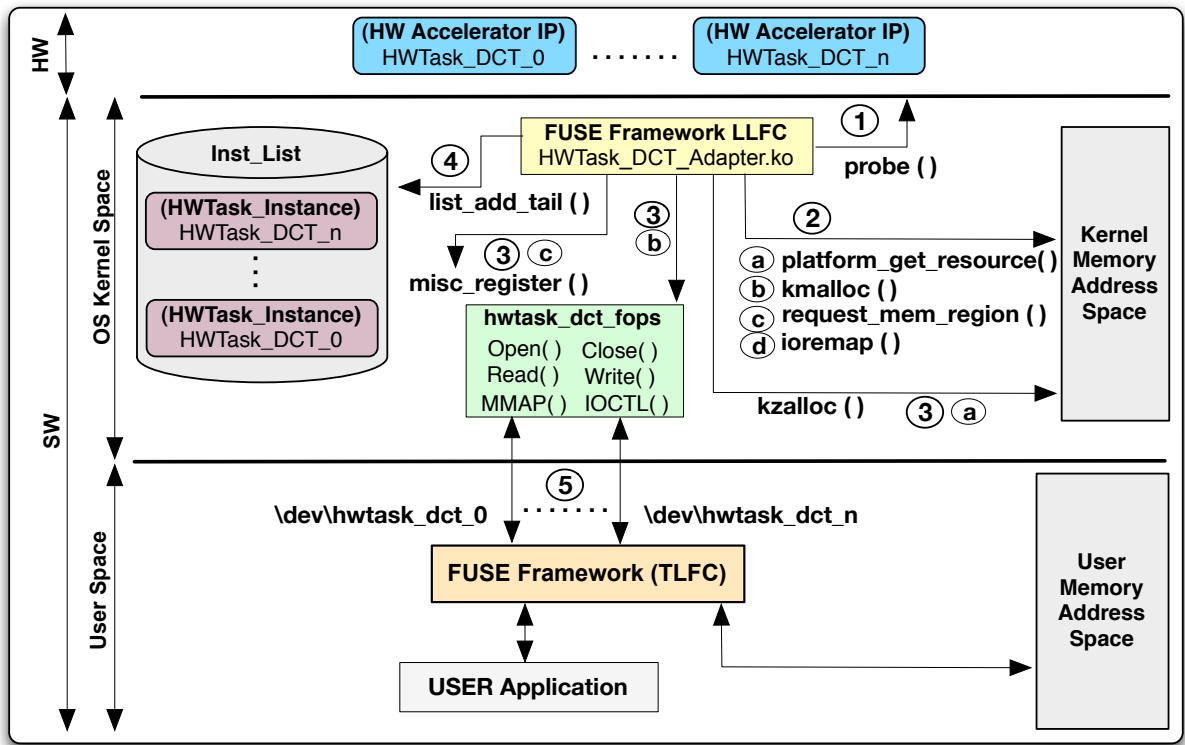 HW
(HW Accelerator IP)
HWTask_DCT_0
.......
(HW Accelerator IP)
HWTask_DCT_n
SW
OS Kernel Space
Inst_List
(HWTask_Instance)
HWTask_DCT_n
(HWTask_Instance)
HWTask_DCT_0
4
list_add_tail ( )
FUSE Framework LLFC
HWTask_DCT_Adapter.ko
1
probe ( )
3 c
misc_register ( )
3
b
2
a platform_get_resource( )
b kmalloc ( )
c request_mem_region ( )
d ioremap ( )
kzalloc ( )
3 a
Kernel
Memory
Address
Space
hwtask_dct_fops
Open( ) Close( )
Read( ) Write( )
MMAP( ) IOCTL( )
User Space
5
.......
\dev\hwtask_dct_0
\dev\hwtask_dct_n
FUSE Framework (TLFC)
USER Application
User
Memory
Address
Space